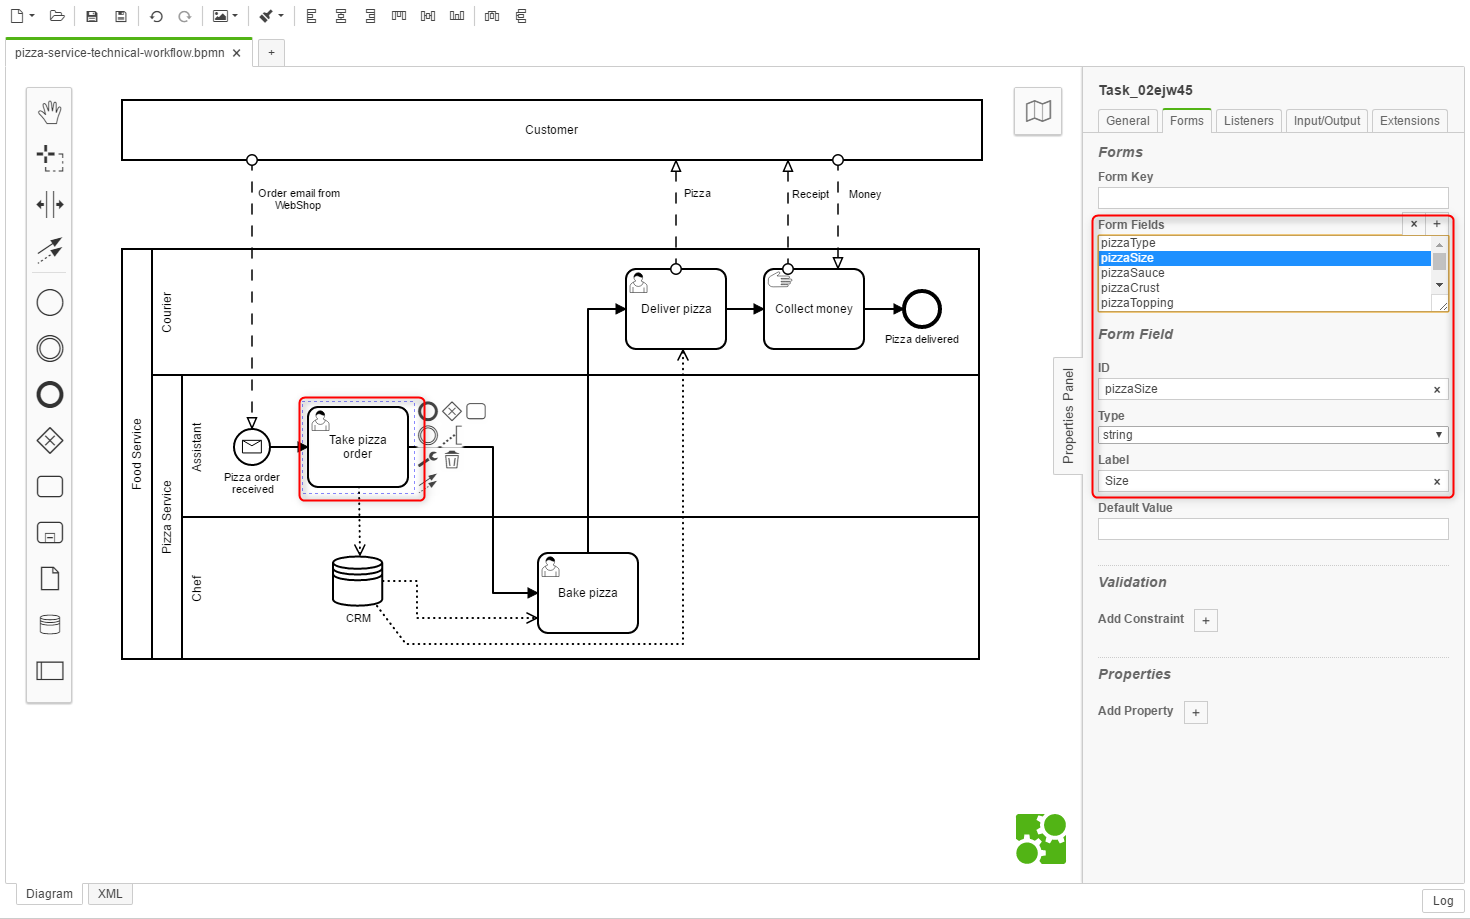 pizza-service-technical-workflow.bpmn ×
+
Customer
Order email from
WebShop
Pizza
Receipt
Money
Food Service
Courier
Deliver pizza
Collect money
Pizza delivered
Pizza Service
Assistant
Pizza order
received
Take pizza
order
Chef
CRM
Bake pizza
Properties Panel
Task_02ejw45
General
Forms
Listeners
Input/Output
Extensions
Forms
Form Key
Form Fields
× +
pizzaType
pizzaSize
pizzaSauce
pizzaCrust
pizzaTopping
Form Field
ID
pizzaSize ×
Type
string
Label
Size ×
Default Value
Validation
Add Constraint +
Properties
Add Property +
Diagram
XML
Log